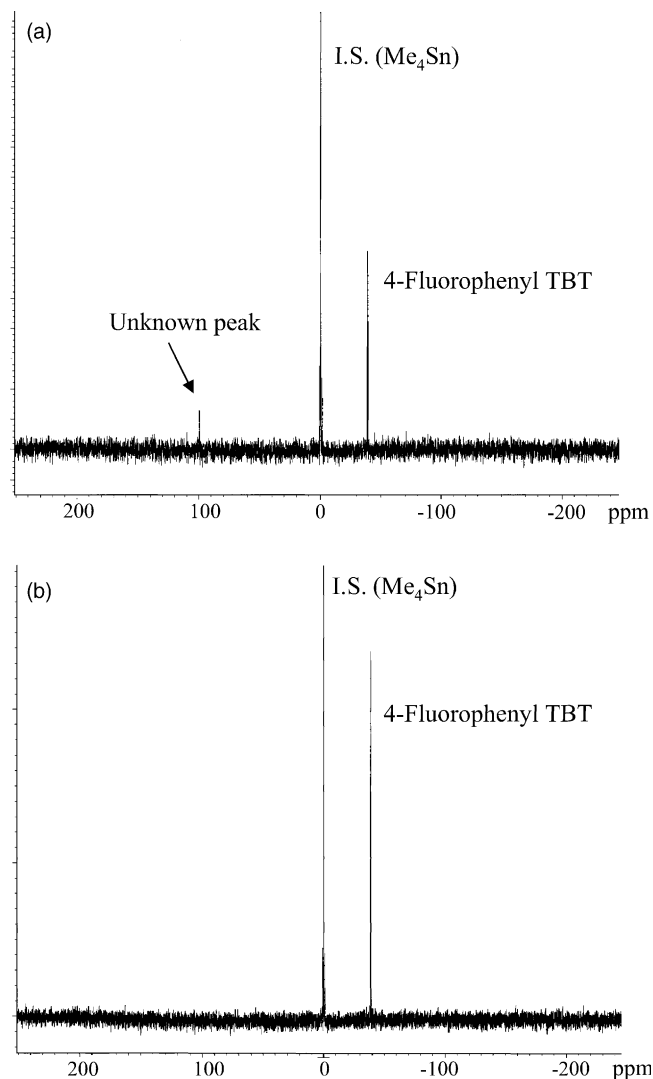 (a)
I.S. (Me₄Sn)
4-Fluorophenyl TBT
Unknown peak
200 100 0 -100 -200 ppm
(b)
I.S. (Me₄Sn)
4-Fluorophenyl TBT
200 100 0 -100 -200 ppm